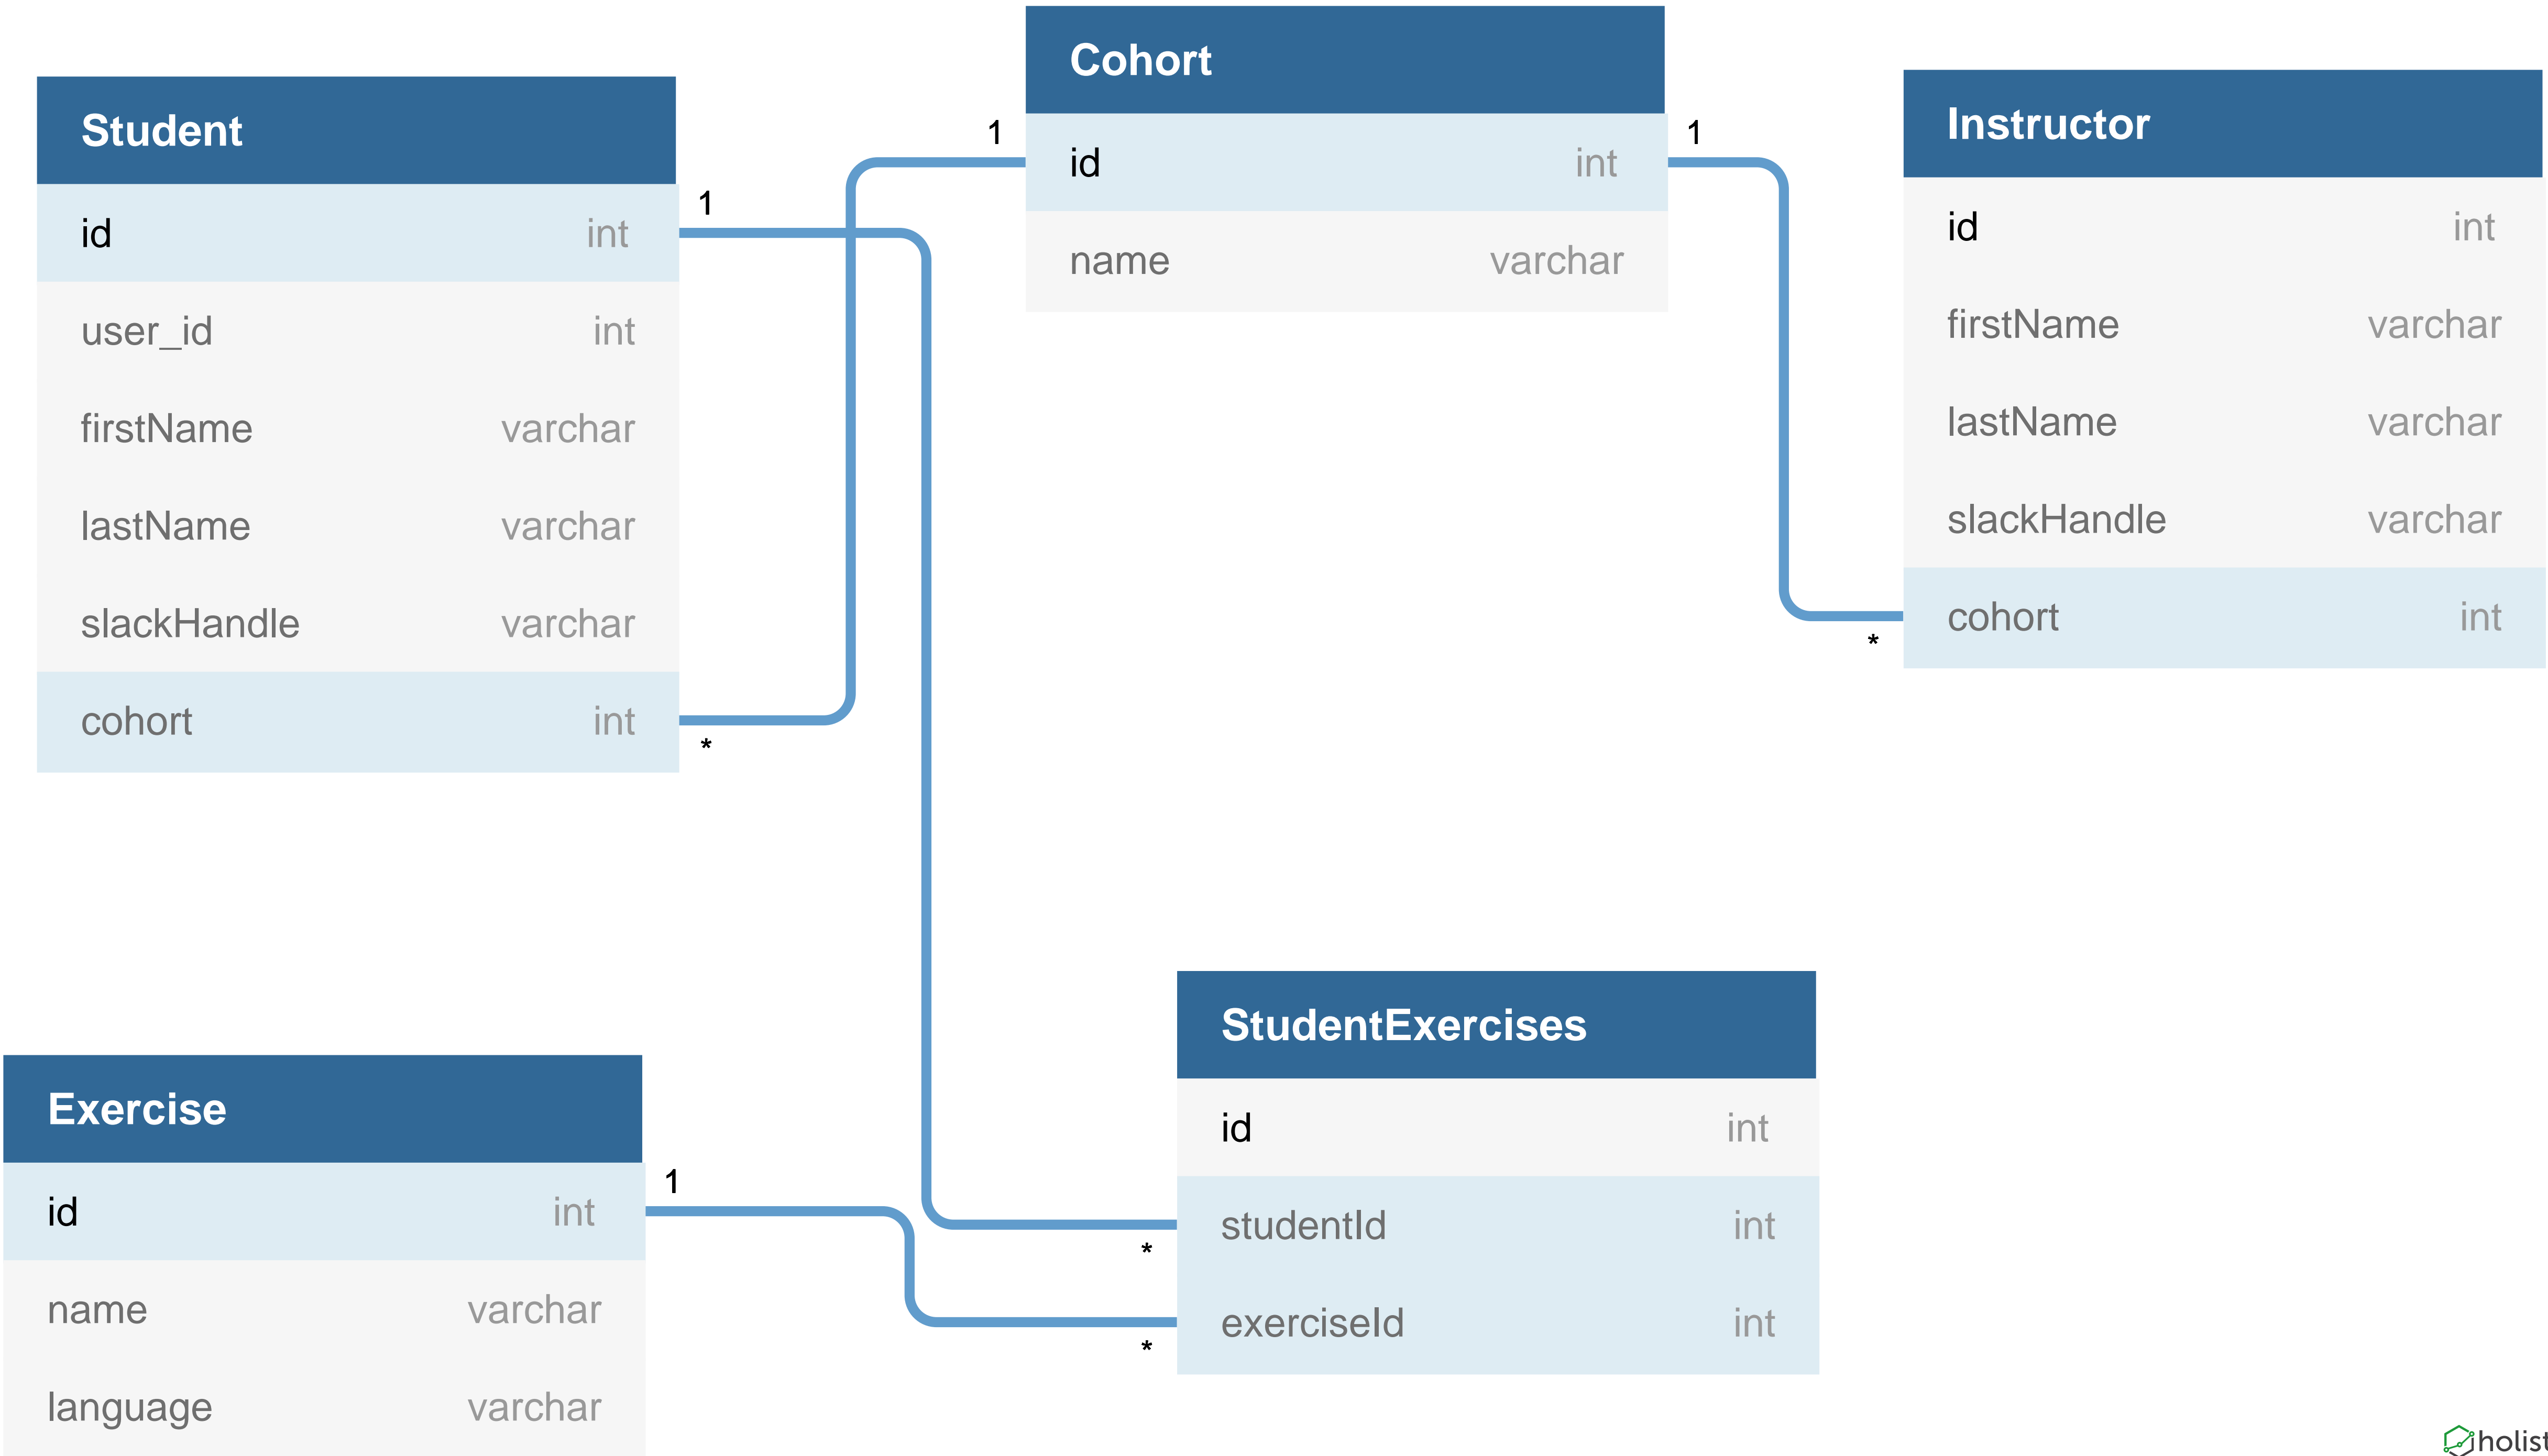 Student
id int
user_id int
firstName varchar
lastName varchar
slackHandle varchar
cohort int
1
*
Cohort
1
1
id int
name varchar
Instructor
id int
firstName varchar
lastName varchar
slackHandle varchar
cohort int
*
Exercise
id int
name varchar
language varchar
1
StudentExercises
id int
studentId int
exerciseId int
*
*
holist